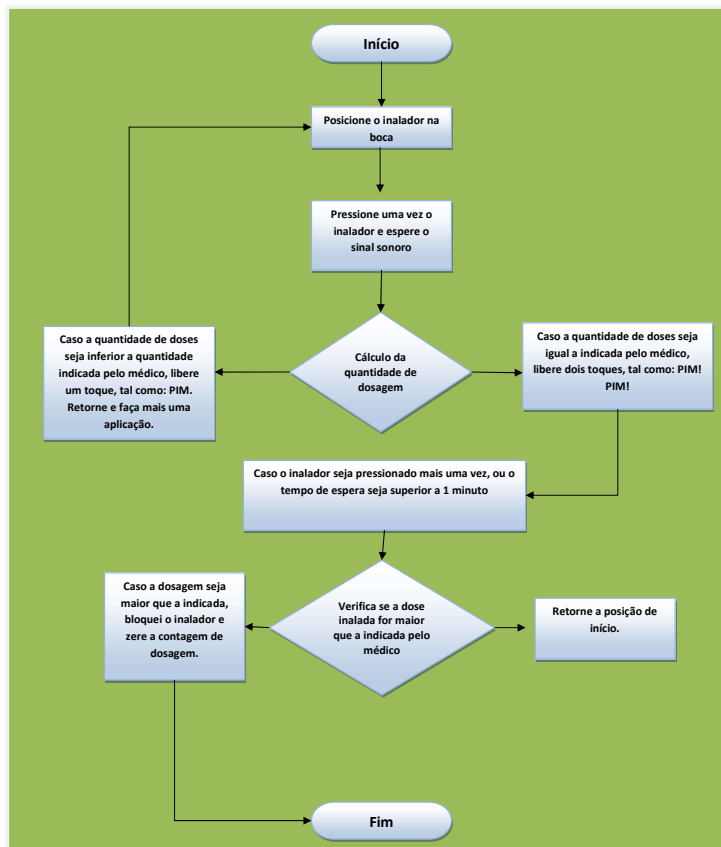 Início
Posicione o inalador na
boca
Pressione uma vez o
inalador e espere o
sinal sonoro
Cálculo da
quantidade de
dosagem
Caso a quantidade de doses
seja inferior a quantidade
indicada pelo médico, libere
um toque, tal como: PIM.
Retorne e faça mais uma
aplicação.
Caso a quantidade de doses seja
igual a indicada pelo médico,
libere dois toques, tal como: PIM!
PIM!
Caso o inalador seja pressionado mais uma vez, ou o
tempo de espera seja superior a 1 minuto
Verifica se a dose
inalada for maior
que a indicada pelo
médico
Caso a dosagem seja
maior que a indicada,
bloquei o inalador e
zere a contagem de
dosagem.
Retorne a posição de
início.
Fim